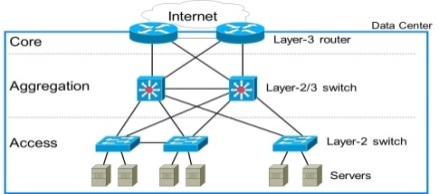 Internet
Data Center
Core
Layer-3 router
Aggregation
Layer-2/3 switch
Access
Layer-2 switch
Servers